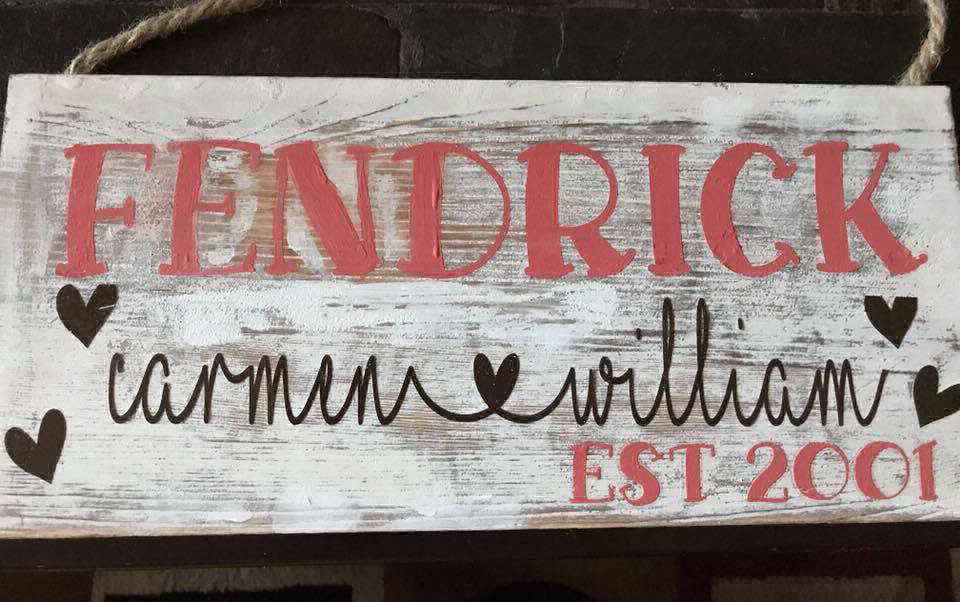 FENDRICK
carmen william
EST 2001